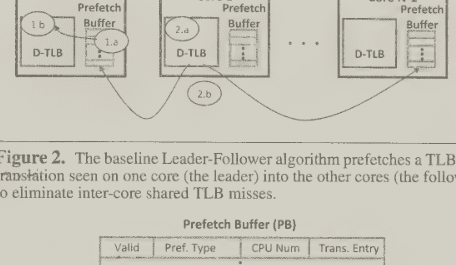 Prefetch
Buffer
1 b
1.a
D-TLB
Prefetch
Buffer
2.a
D-TLB
2.b
. . .
Prefetch
Buffer
D-TLB
Figure 2. The baseline Leader-Follower algorithm prefetches a TLB
translation seen on one core (the leader) into the other cores (the
to eliminate inter-core shared TLB misses.
Prefetch Buffer (PB)
Valid Pref. Type CPU Num Trans. Entry